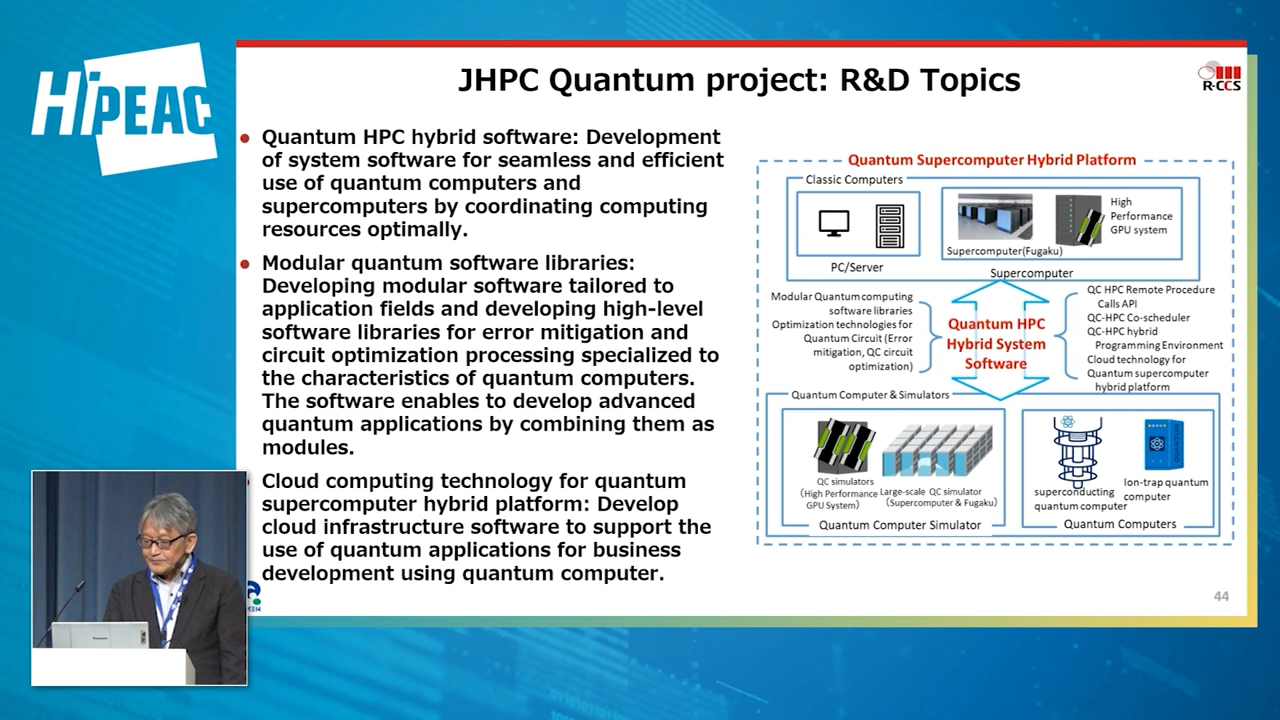 HiPEAC
JHPC Quantum project: R&D Topics
R-CCS
Quantum HPC hybrid software: Development
of system software for seamless and efficient
use of quantum computers and
supercomputers by coordinating computing
resources optimally.
Modular quantum software libraries:
Developing modular software tailored to
application fields and developing high-level
software libraries for error mitigation and
circuit optimization processing specialized to
the characteristics of quantum computers.
The software enables to develop advanced
quantum applications by combining them as
modules.
Cloud computing technology for quantum
supercomputer hybrid platform: Develop
cloud infrastructure software to support the
use of quantum applications for business
development using quantum computer.
Quantum Supercomputer Hybrid Platform
Classic Computers
PC/Server
Supercomputer(Fugaku)
High
Performance
GPU system
Supercomputer
Modular Quantum computing
software libraries
Optimization technologies for
Quantum Circuit (Error
mitigation, QC circuit
optimization)
Quantum HPC
Hybrid System
Software
QC HPC Remote Procedure
Calls API
QC-HPC Co-scheduler
QC-HPC hybrid
Programming Environment
Cloud technology for
Quantum supercomputer
hybrid platform
Quantum Computer & Simulators
QC simulators
(High Performance
GPU System)
Large-scale QC simulator
(Supercomputer & Fugaku)
Quantum Computer Simulator
superconducting
quantum computer
Ion-trap quantum
computer
Quantum Computers
44